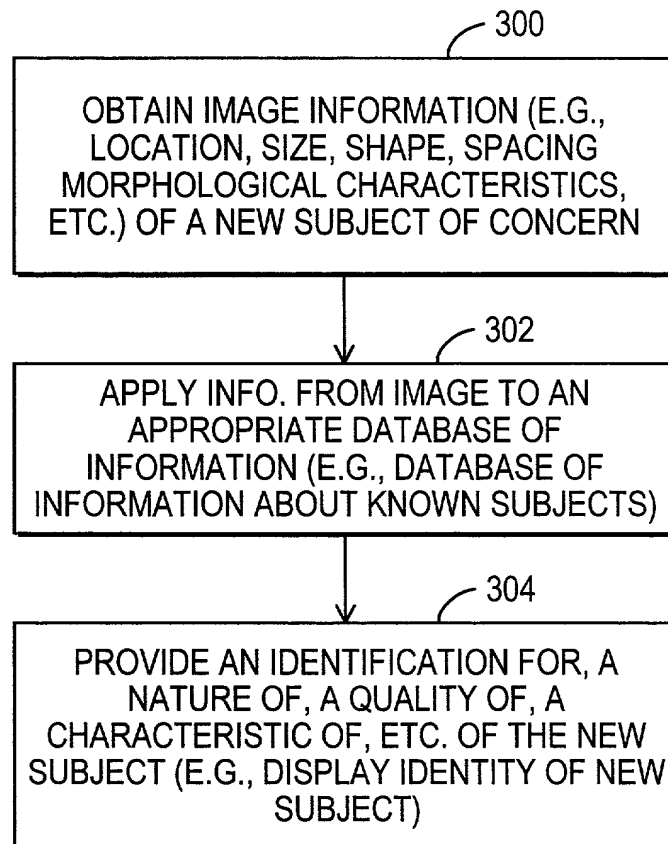 300
OBTAIN IMAGE INFORMATION (E.G.,
LOCATION, SIZE, SHAPE, SPACING
MORPHOLOGICAL CHARACTERISTICS,
ETC.) OF A NEW SUBJECT OF CONCERN
302
APPLY INFO. FROM IMAGE TO AN
APPROPRIATE DATABASE OF
INFORMATION (E.G., DATABASE OF
INFORMATION ABOUT KNOWN SUBJECTS)
304
PROVIDE AN IDENTIFICATION FOR, A
NATURE OF, A QUALITY OF, A
CHARACTERISTIC OF, ETC. OF THE NEW
SUBJECT (E.G., DISPLAY IDENTITY OF NEW
SUBJECT)